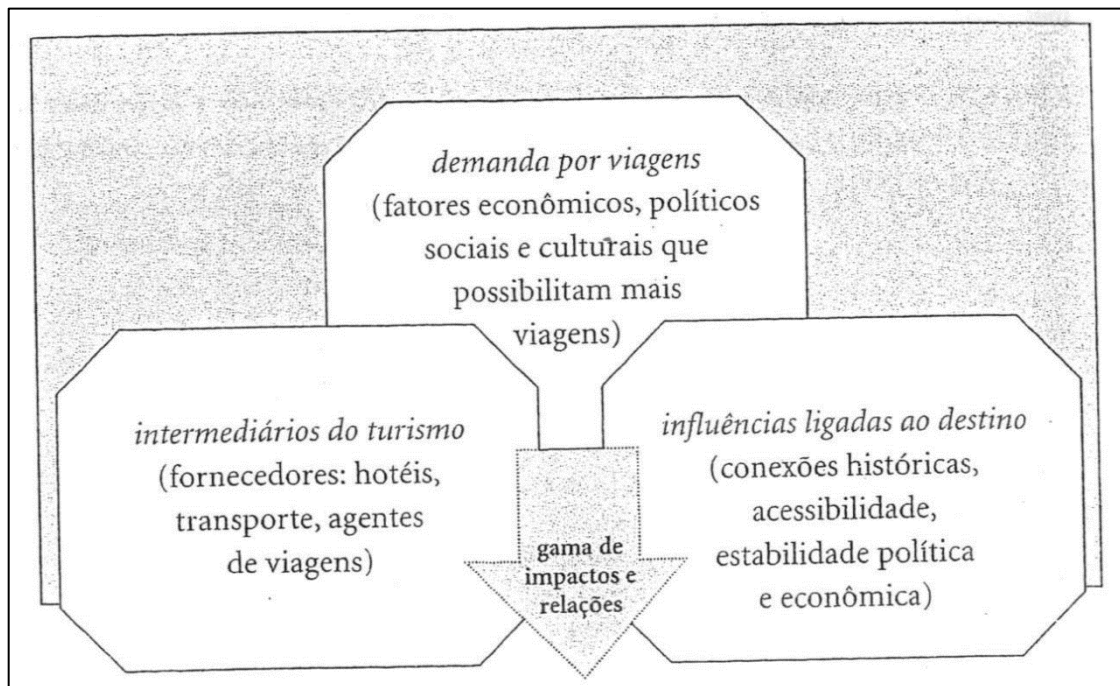 demanda por viagens
(fatores econômicos, políticos
sociais e culturais que
possibilitam mais
viagens)
intermediários do turismo
(fornecedores: hotéis,
transporte, agentes
de viagens)
influências ligadas ao destino
(conexões históricas,
acessibilidade,
estabilidade política
e econômica)
gama de
impactos e
relações